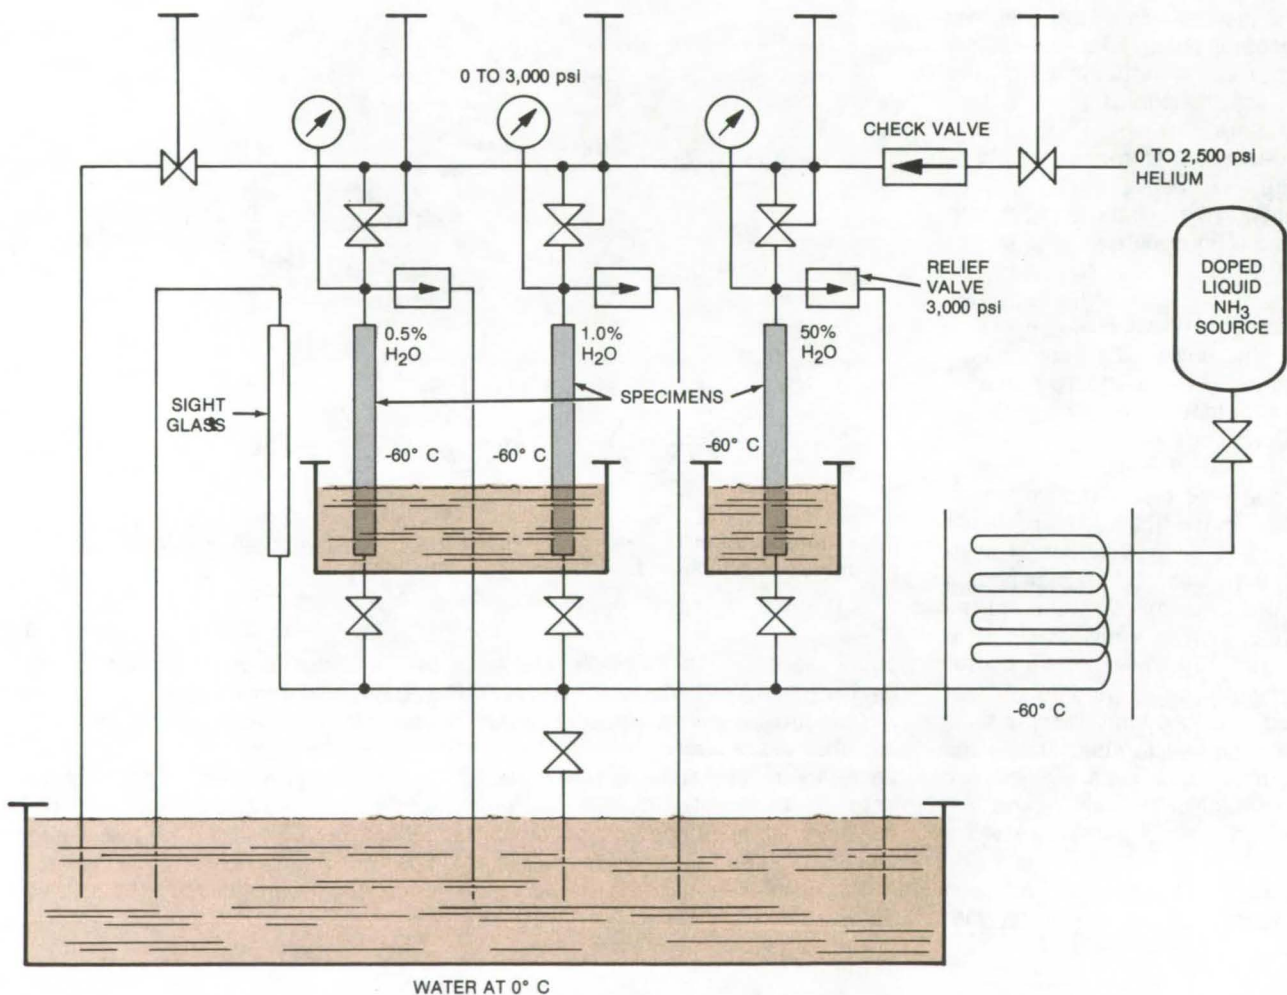 0 TO 3,000 psi
CHECK VALVE
0 TO 2,500 psi
HELIUM
RELIEF
VALVE
3,000 psi
DOPED
LIQUID
NH3
SOURCE
0.5%
H2O
1.0%
H2O
50%
H2O
SPECIMENS
SIGHT
GLASS
-60° C
-60° C
-60° C
-60° C
WATER AT 0° C